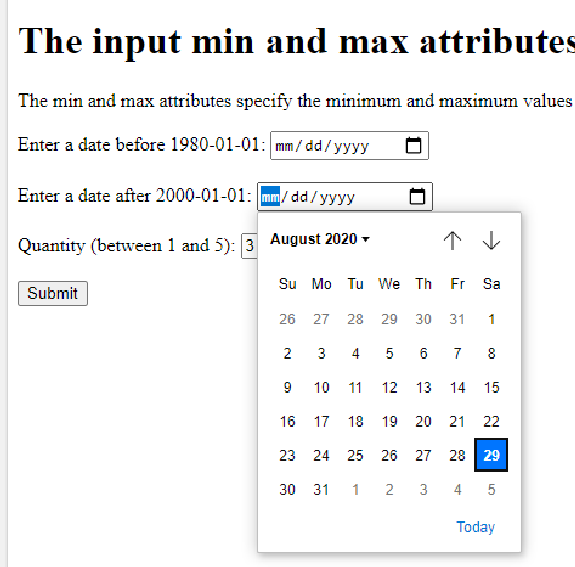 The input min and max attributes
The min and max attributes specify the minimum and maximum values
Enter a date before 1980-01-01: mm/dd/yyyy
Enter a date after 2000-01-01: mm/dd/yyyy
Quantity (between 1 and 5): 3
Submit
August 2020
Su Mo Tu We Th Fr Sa
26 27 28 29 30 31 1
2 3 4 5 6 7 8
9 10 11 12 13 14 15
16 17 18 19 20 21 22
23 24 25 26 27 28 29
30 31 1 2 3 4 5
Today